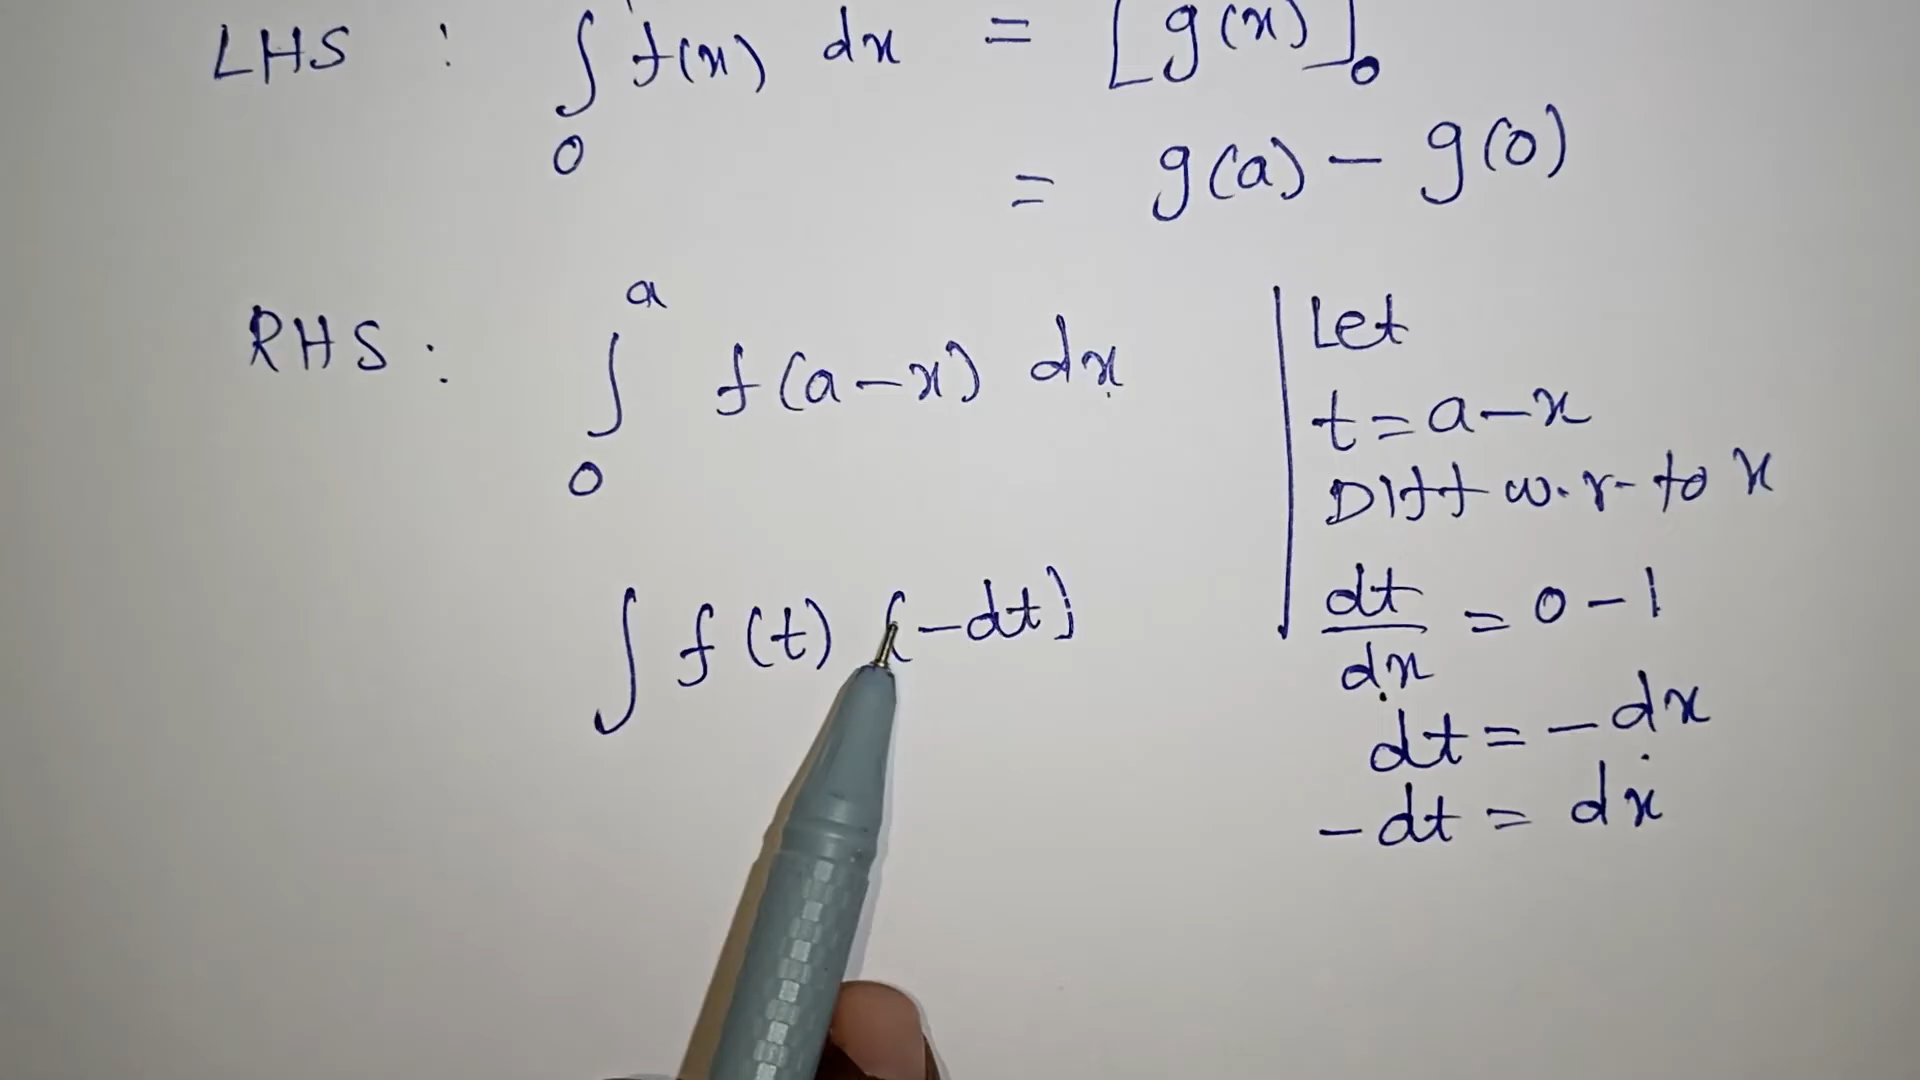 LHS : ∫₀ f(x) dx = [g(x)]₀
= g(a) - g(0)
RHS : ∫₀ᵃ f(a-x) dx
Let
t = a-x
Diff w.r. to x
dt/dx = 0-1
dt = -dx
-dt = dx
∫ f(t) (-dt)